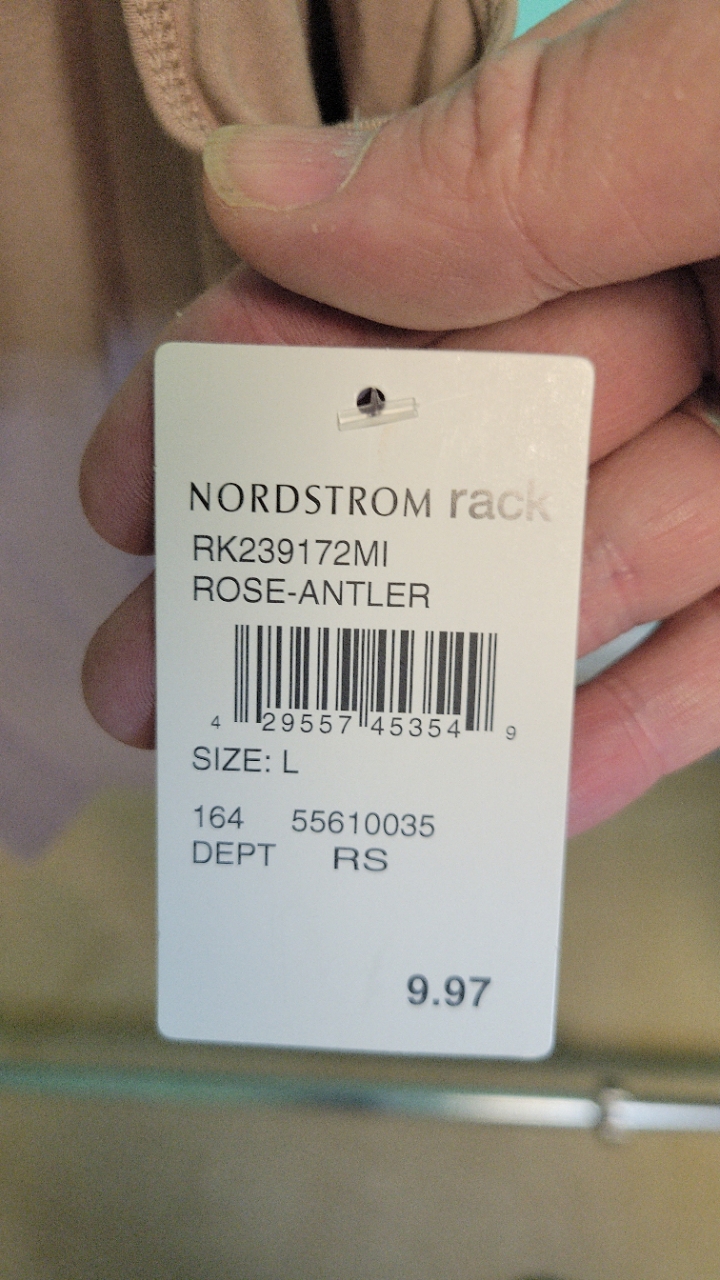 NORDSTROM rack
RK239172MI
ROSE-ANTLER
4 29557 45354 9
SIZE: L
164 55610035
DEPT RS
9.97